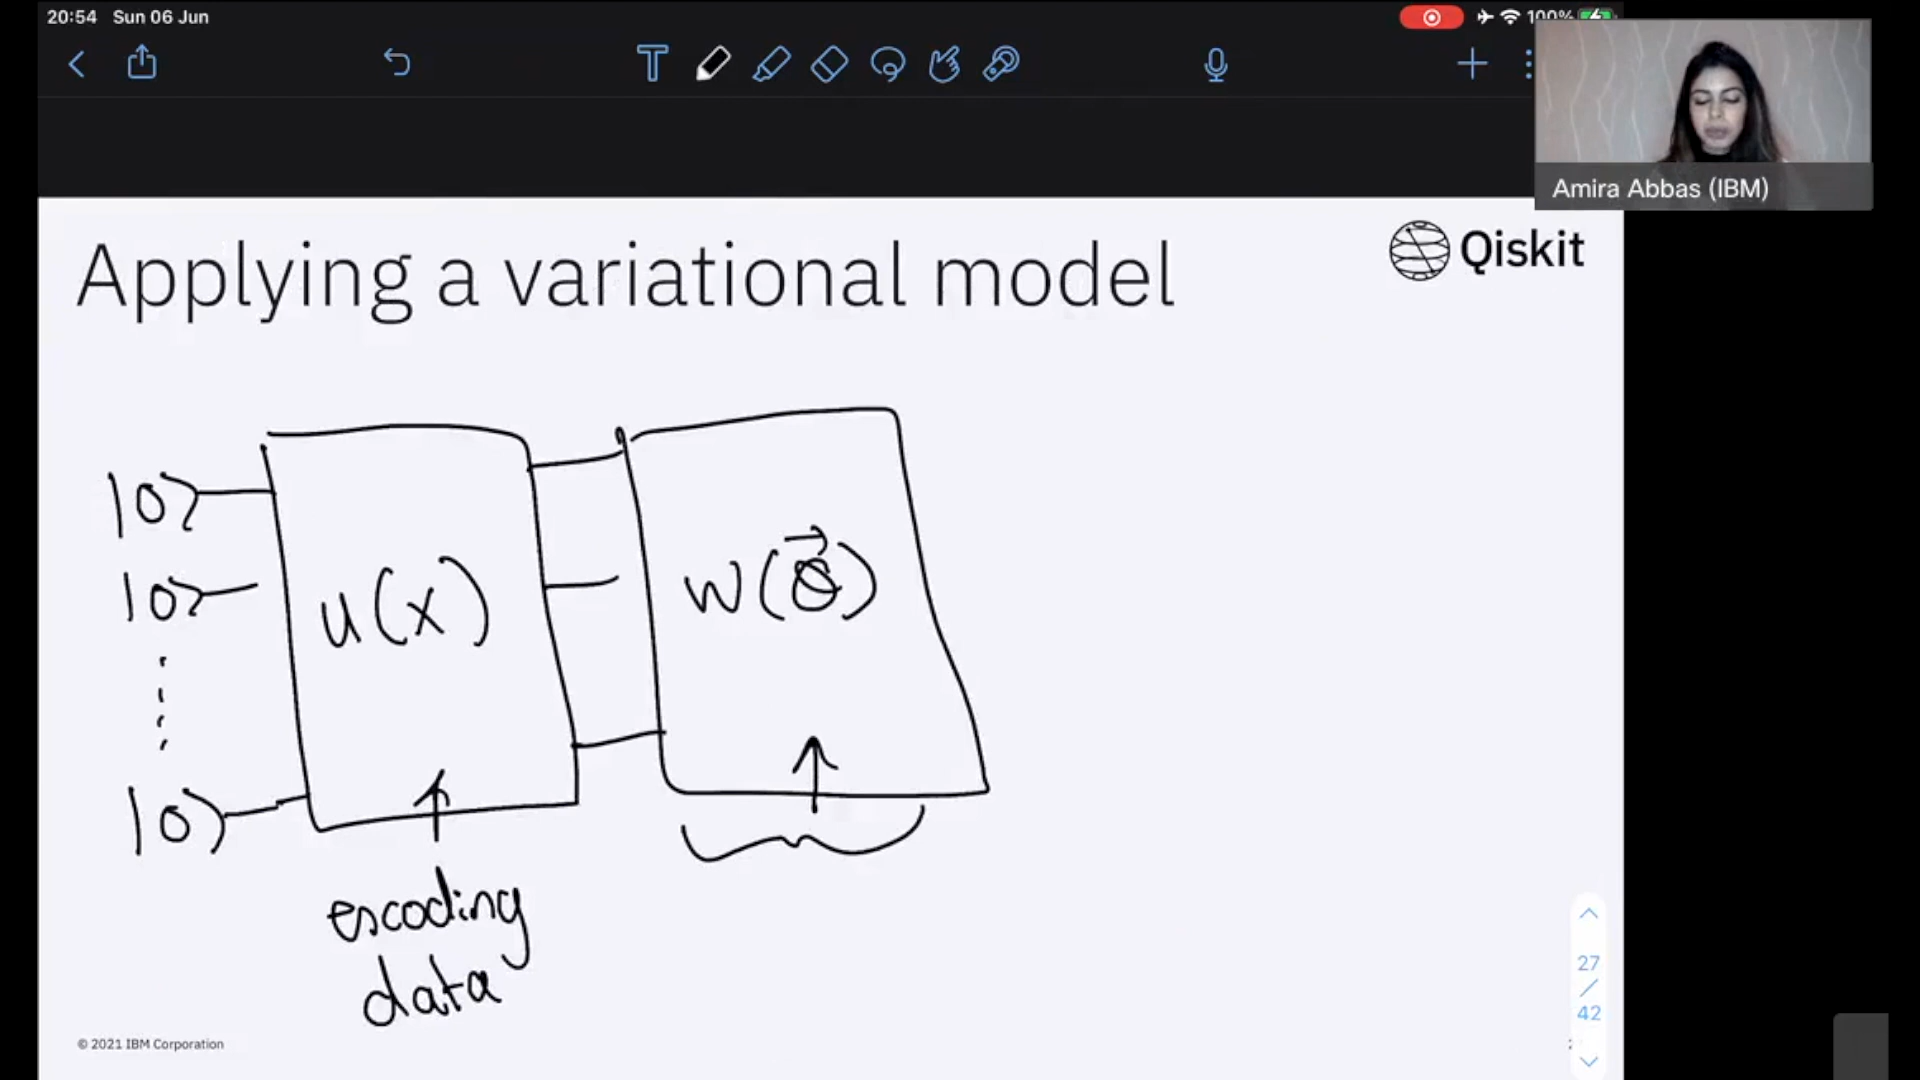 20:54 Sun 06 Jun
100%
Amira Abbas (IBM)
Applying a variational model
Qiskit
|0⟩
|0⟩
|0⟩
u(x)
W(θ⃗)
encoding
data
27
/
42
© 2021 IBM Corporation